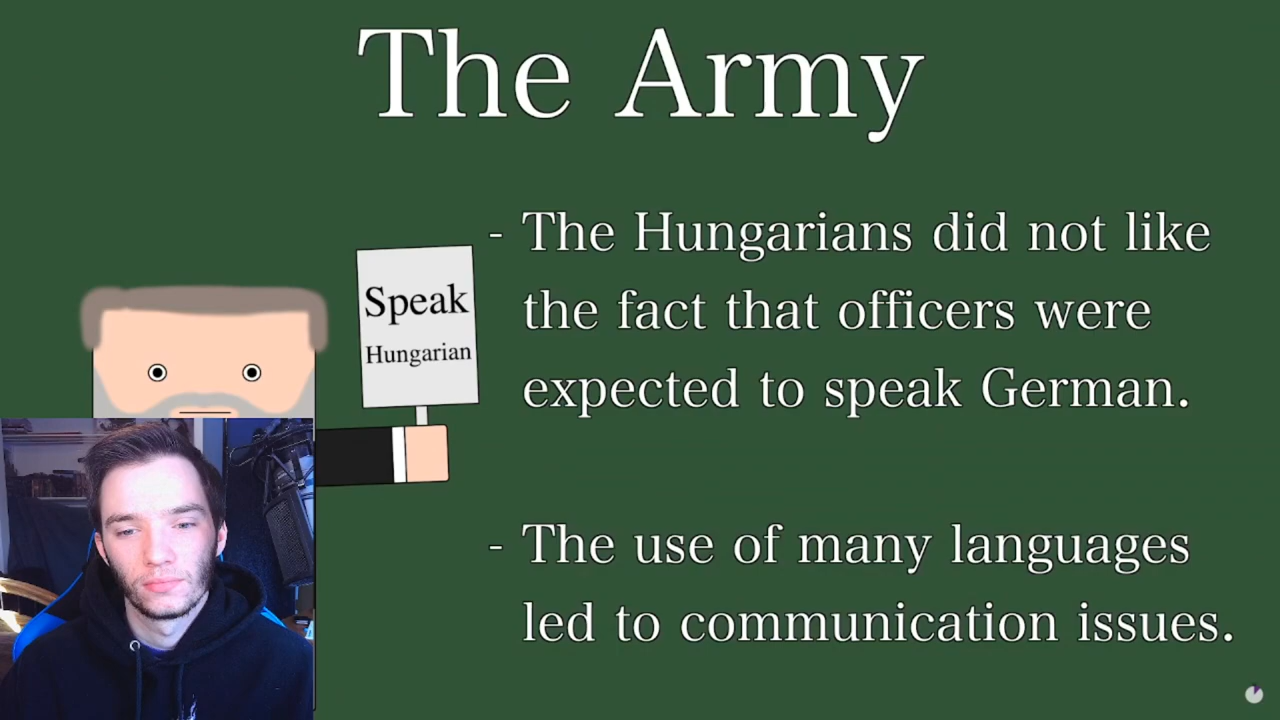 The Army
Speak
Hungarian
- The Hungarians did not like
the fact that officers were
expected to speak German.
- The use of many languages
led to communication issues.